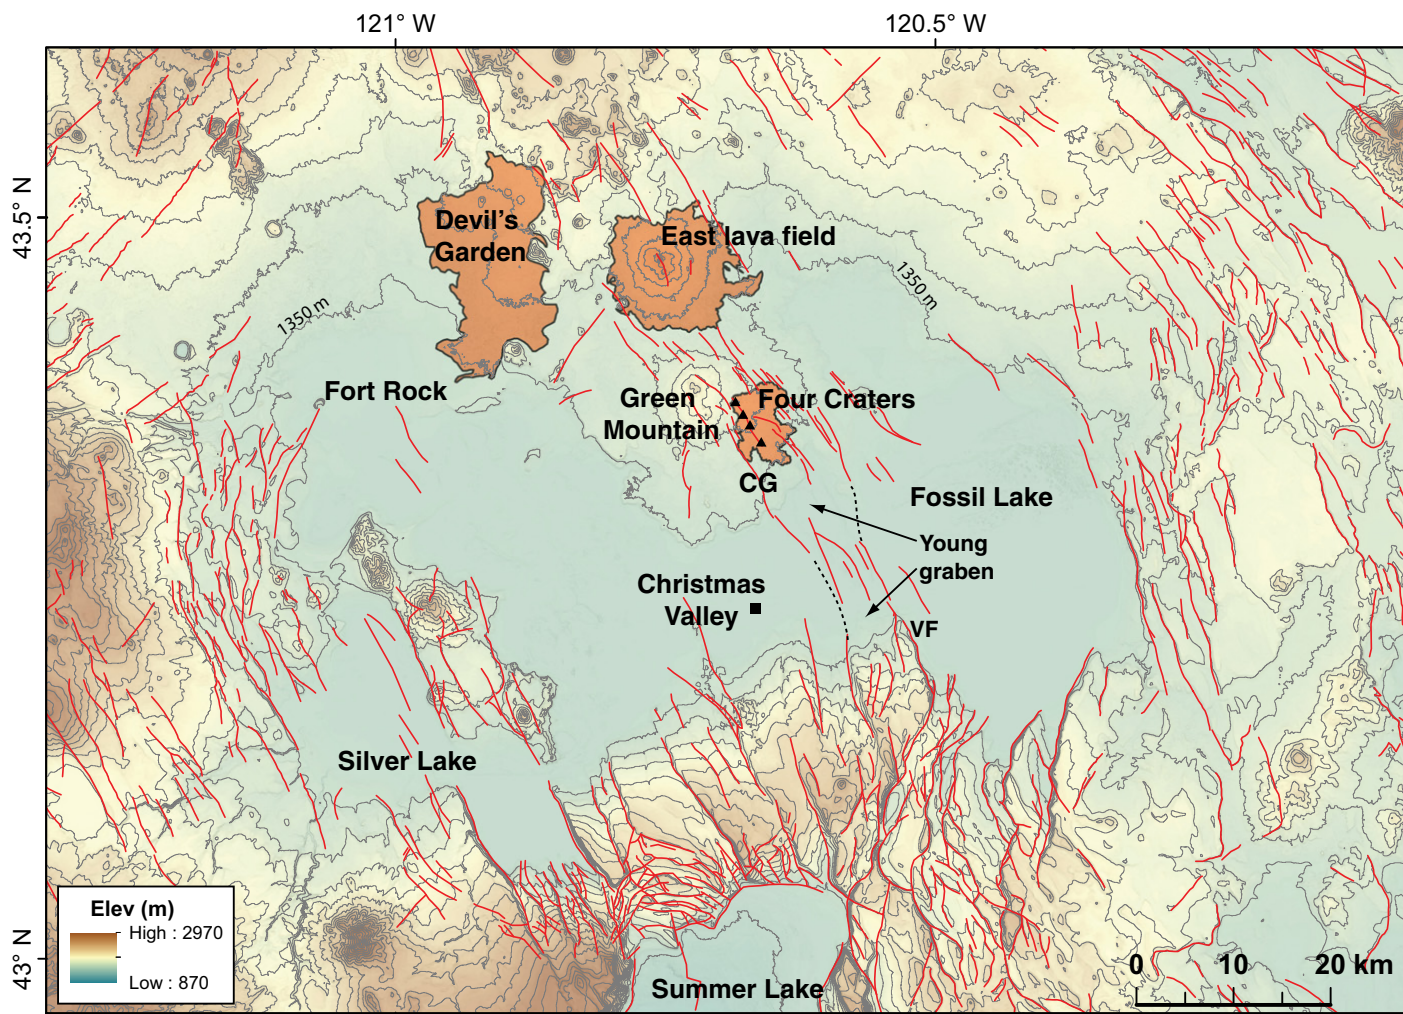 121° W
120.5° W
43.5° N
Devil's
Garden
East lava field
1350 m
1350 m
Fort Rock
Green
Mountain
Four Craters
CG
Fossil Lake
Young
graben
Christmas
Valley
VF
Silver Lake
43° N
Elev (m)
High : 2970
Low : 870
Summer Lake
0 10 20 km